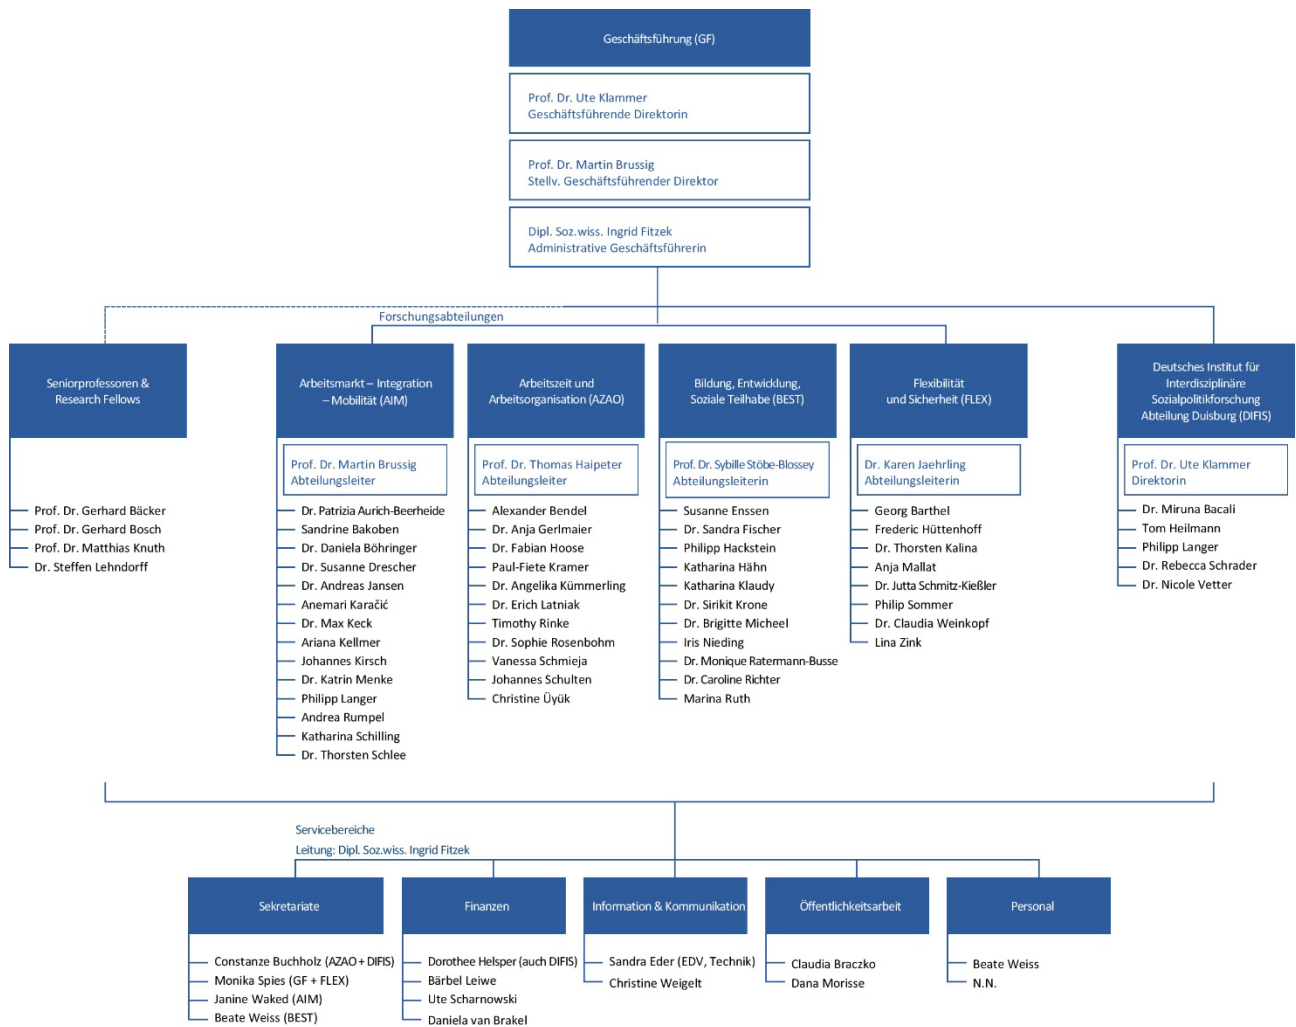 Geschäftsführung (GF)
Prof. Dr. Ute Klammer
Geschäftsführende Direktorin
Prof. Dr. Martin Brussig
Stellv. Geschäftsführender Direktor
Dipl. Soz.wiss. Ingrid Fitzek
Administrative Geschäftsführerin
Forschungsabteilungen
Seniorprofessoren &
Research Fellows
Prof. Dr. Gerhard Bäcker
Prof. Dr. Gerhard Bosch
Prof. Dr. Matthias Knuth
Dr. Steffen Lehndorff
Arbeitsmarkt – Integration
– Mobilität (AIM)
Prof. Dr. Martin Brussig
Abteilungsleiter
Dr. Patrizia Aurich-Beerheide
Sandrine Bakoben
Dr. Daniela Böhringer
Dr. Susanne Drescher
Dr. Andreas Jansen
Anemari Karačić
Dr. Max Keck
Ariana Kellmer
Johannes Kirsch
Dr. Katrin Menke
Philipp Langer
Andrea Rumpel
Katharina Schilling
Dr. Thorsten Schlee
Arbeitszeit und
Arbeitsorganisation (AZAO)
Prof. Dr. Thomas Haipeter
Abteilungsleiter
Alexander Bendel
Dr. Anja Gerlmaier
Dr. Fabian Hoose
Paul-Fiete Kramer
Dr. Angelika Kümmerling
Dr. Erich Latniak
Timothy Rinke
Dr. Sophie Rosenbohm
Vanessa Schmieja
Johannes Schulten
Christine Üyük
Bildung, Entwicklung,
Soziale Teilhabe (BEST)
Prof. Dr. Sybille Stöbe-Blossey
Abteilungsleiterin
Susanne Enssen
Dr. Sandra Fischer
Philipp Hackstein
Katharina Hähn
Katharina Klaudy
Dr. Sirikit Krone
Dr. Brigitte Micheel
Iris Nieding
Dr. Monique Ratermann-Busse
Dr. Caroline Richter
Marina Ruth
Flexibilität
und Sicherheit (FLEX)
Dr. Karen Jaehrling
Abteilungsleiterin
Georg Barthel
Frederic Hüttenhoff
Dr. Thorsten Kalina
Anja Mallat
Dr. Jutta Schmitz-Kießler
Philip Sommer
Dr. Claudia Weinkopf
Lina Zink
Deutsches Institut für
Interdisziplinäre
Sozialpolitikforschung
Abteilung Duisburg (DIFIS)
Prof. Dr. Ute Klammer
Direktorin
Dr. Miruna Bacali
Tom Heilmann
Philipp Langer
Dr. Rebecca Schrader
Dr. Nicole Vetter
Servicebereiche
Leitung: Dipl. Soz.wiss. Ingrid Fitzek
Sekretariate
Constanze Buchholz (AZAO + DIFIS)
Monika Spies (GF + FLEX)
Janine Waked (AIM)
Beate Weiss (BEST)
Finanzen
Dorothee Helsper (auch DIFIS)
Bärbel Leiwe
Ute Scharnowski
Daniela van Brakel
Information & Kommunikation
Sandra Eder (EDV, Technik)
Christine Weigelt
Öffentlichkeitsarbeit
Claudia Braczko
Dana Morisse
Personal
Beate Weiss
N.N.